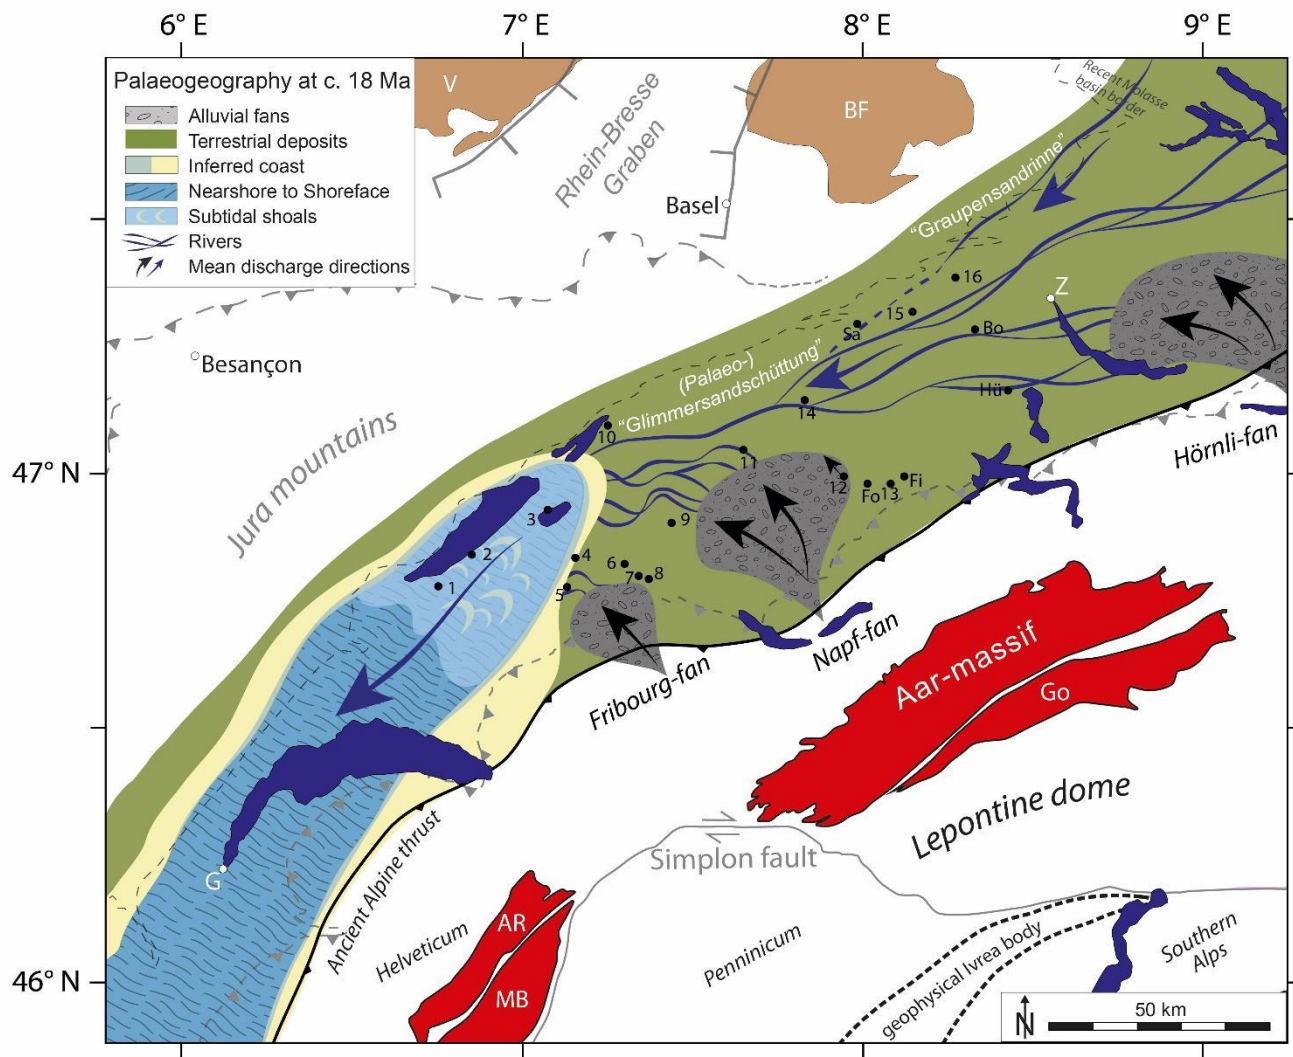 6° E
7° E
8° E
9° E
Palaeogeography at c. 18 Ma
Alluvial fans
Terrestrial deposits
Inferred coast
Nearshore to Shoreface
Subtidal shoals
Rivers
Mean discharge directions
V
Rhein-Bresse
Graben
BF
Recent Molasse
basin border
Basel
"Graupensandrinne"
Besançon
16
Z
15
Sa
Bo
(Palaeo-)
"Glimmersandschüttung"
Hü
14
Jura mountains
10
Hörnli-fan
47° N
11
12
Fo
13
Fi
3
9
2
4
6
7
8
1
5
Fribourg-fan
Napf-fan
Aar-massif
Go
Lepontine dome
Simplon fault
G
Ancient Alpine thrust
Helveticum
AR
MB
Penninicum
geophysical Ivrea body
Southern
Alps
46° N
N
50 km